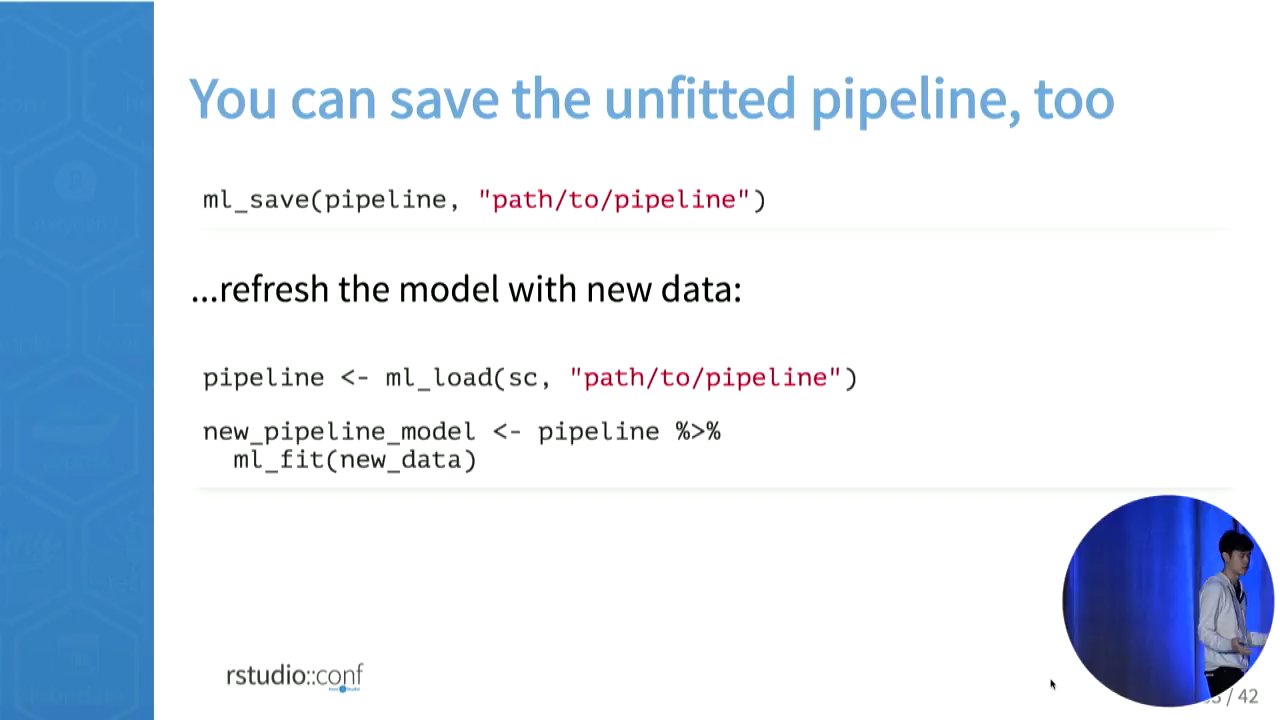 You can save the unfitted pipeline, too
ml_save(pipeline, "path/to/pipeline")
...refresh the model with new data:
pipeline <- ml_load(sc, "path/to/pipeline")
new_pipeline_model <- pipeline %>%
  ml_fit(new_data)
rstudio::conf
/ 42